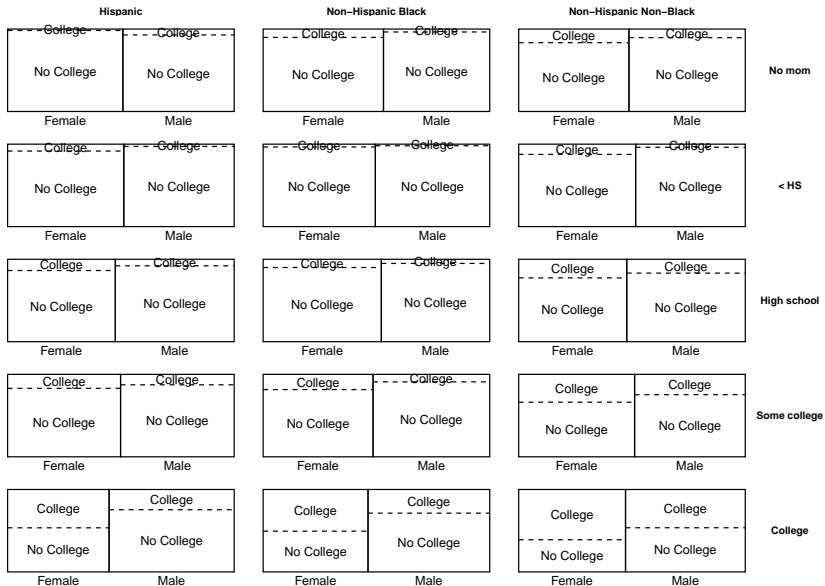 Hispanic Non−Hispanic Black Non−Hispanic Non−Black
College College College College College College
No College No College No College No College No College No College
No mom
Female Male Female Male Female Male
College College College College College College
No College No College No College No College No College No College
< HS
Female Male Female Male Female Male
College College College College College College
No College No College No College No College No College No College
High school
Female Male Female Male Female Male
College College College College College College
No College No College No College No College No College No College
Some college
Female Male Female Male Female Male
College College College College College College
No College No College No College No College No College No College
College
Female Male Female Male Female Male